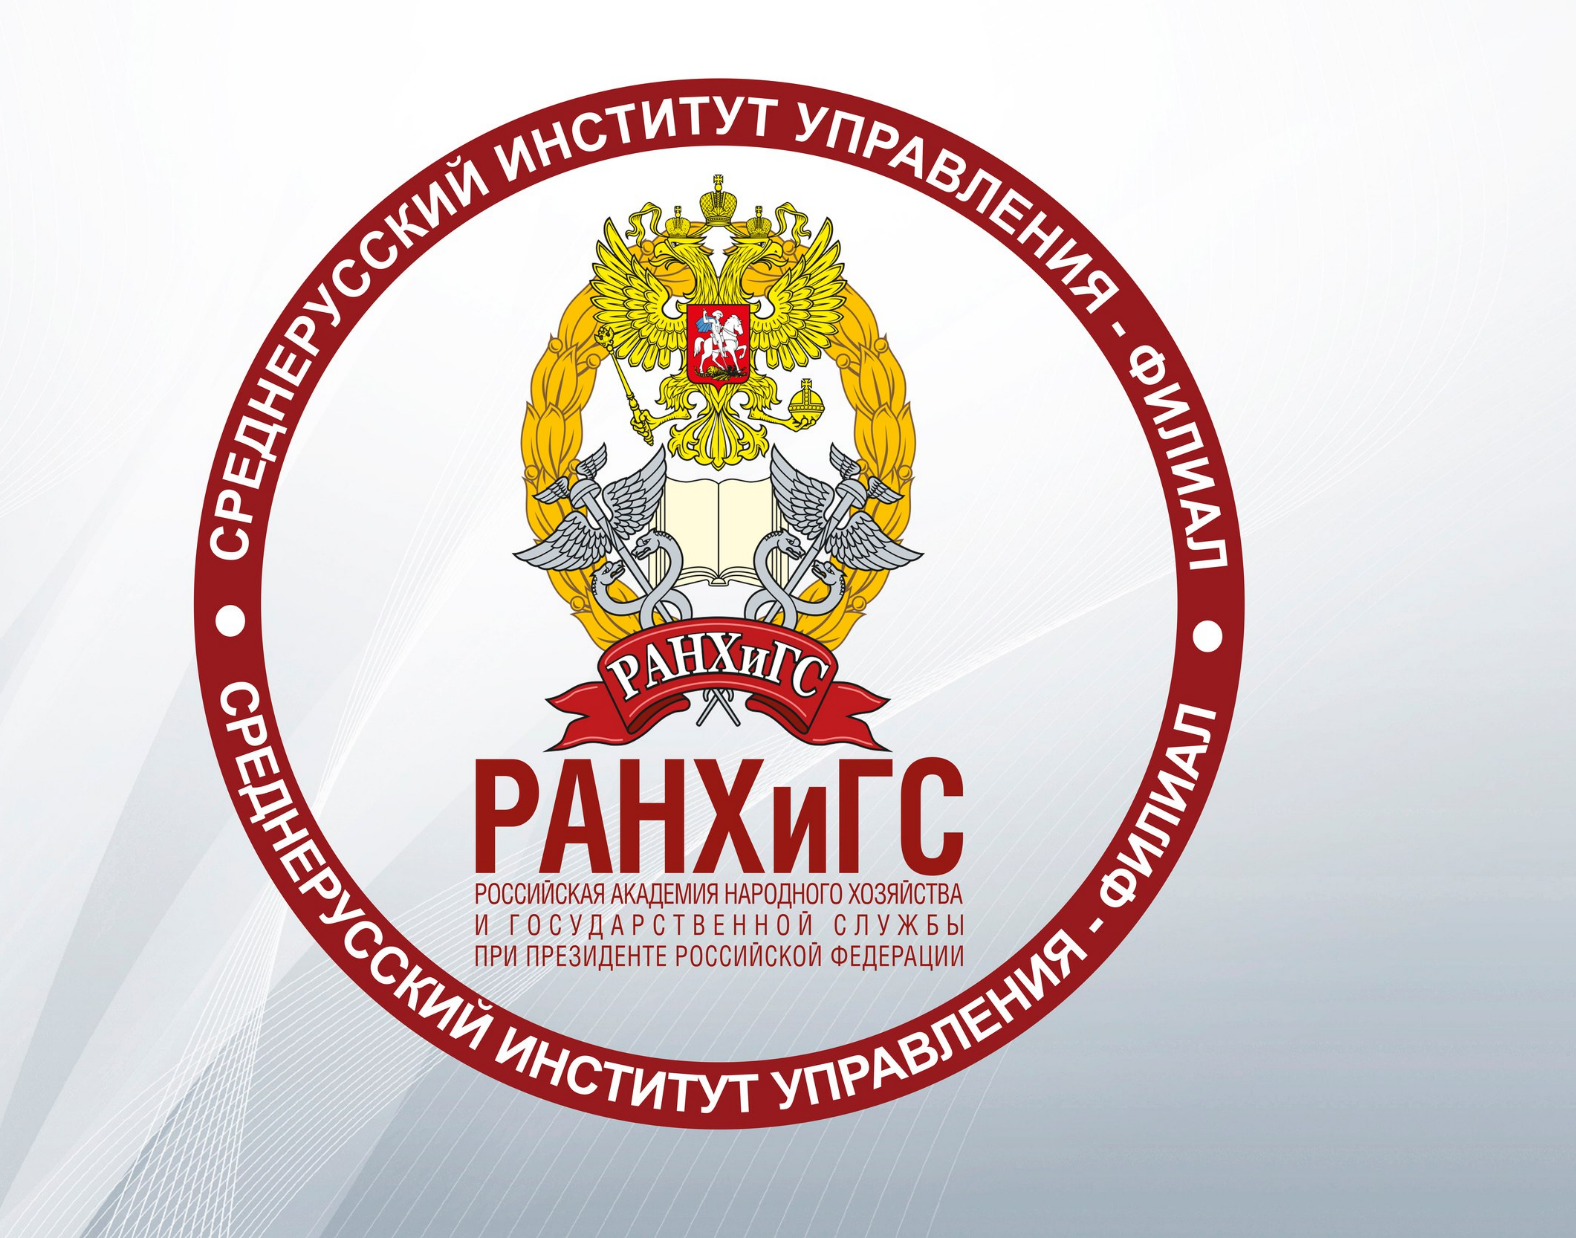 СРЕДНЕРУССКИЙ ИНСТИТУТ УПРАВЛЕНИЯ - ФИЛИАЛ
РАНХиГС
РАНХиГС
РОССИЙСКАЯ АКАДЕМИЯ НАРОДНОГО ХОЗЯЙСТВА
И ГОСУДАРСТВЕННОЙ СЛУЖБЫ
ПРИ ПРЕЗИДЕНТЕ РОССИЙСКОЙ ФЕДЕРАЦИИ
СРЕДНЕРУССКИЙ ИНСТИТУТ УПРАВЛЕНИЯ - ФИЛИАЛ